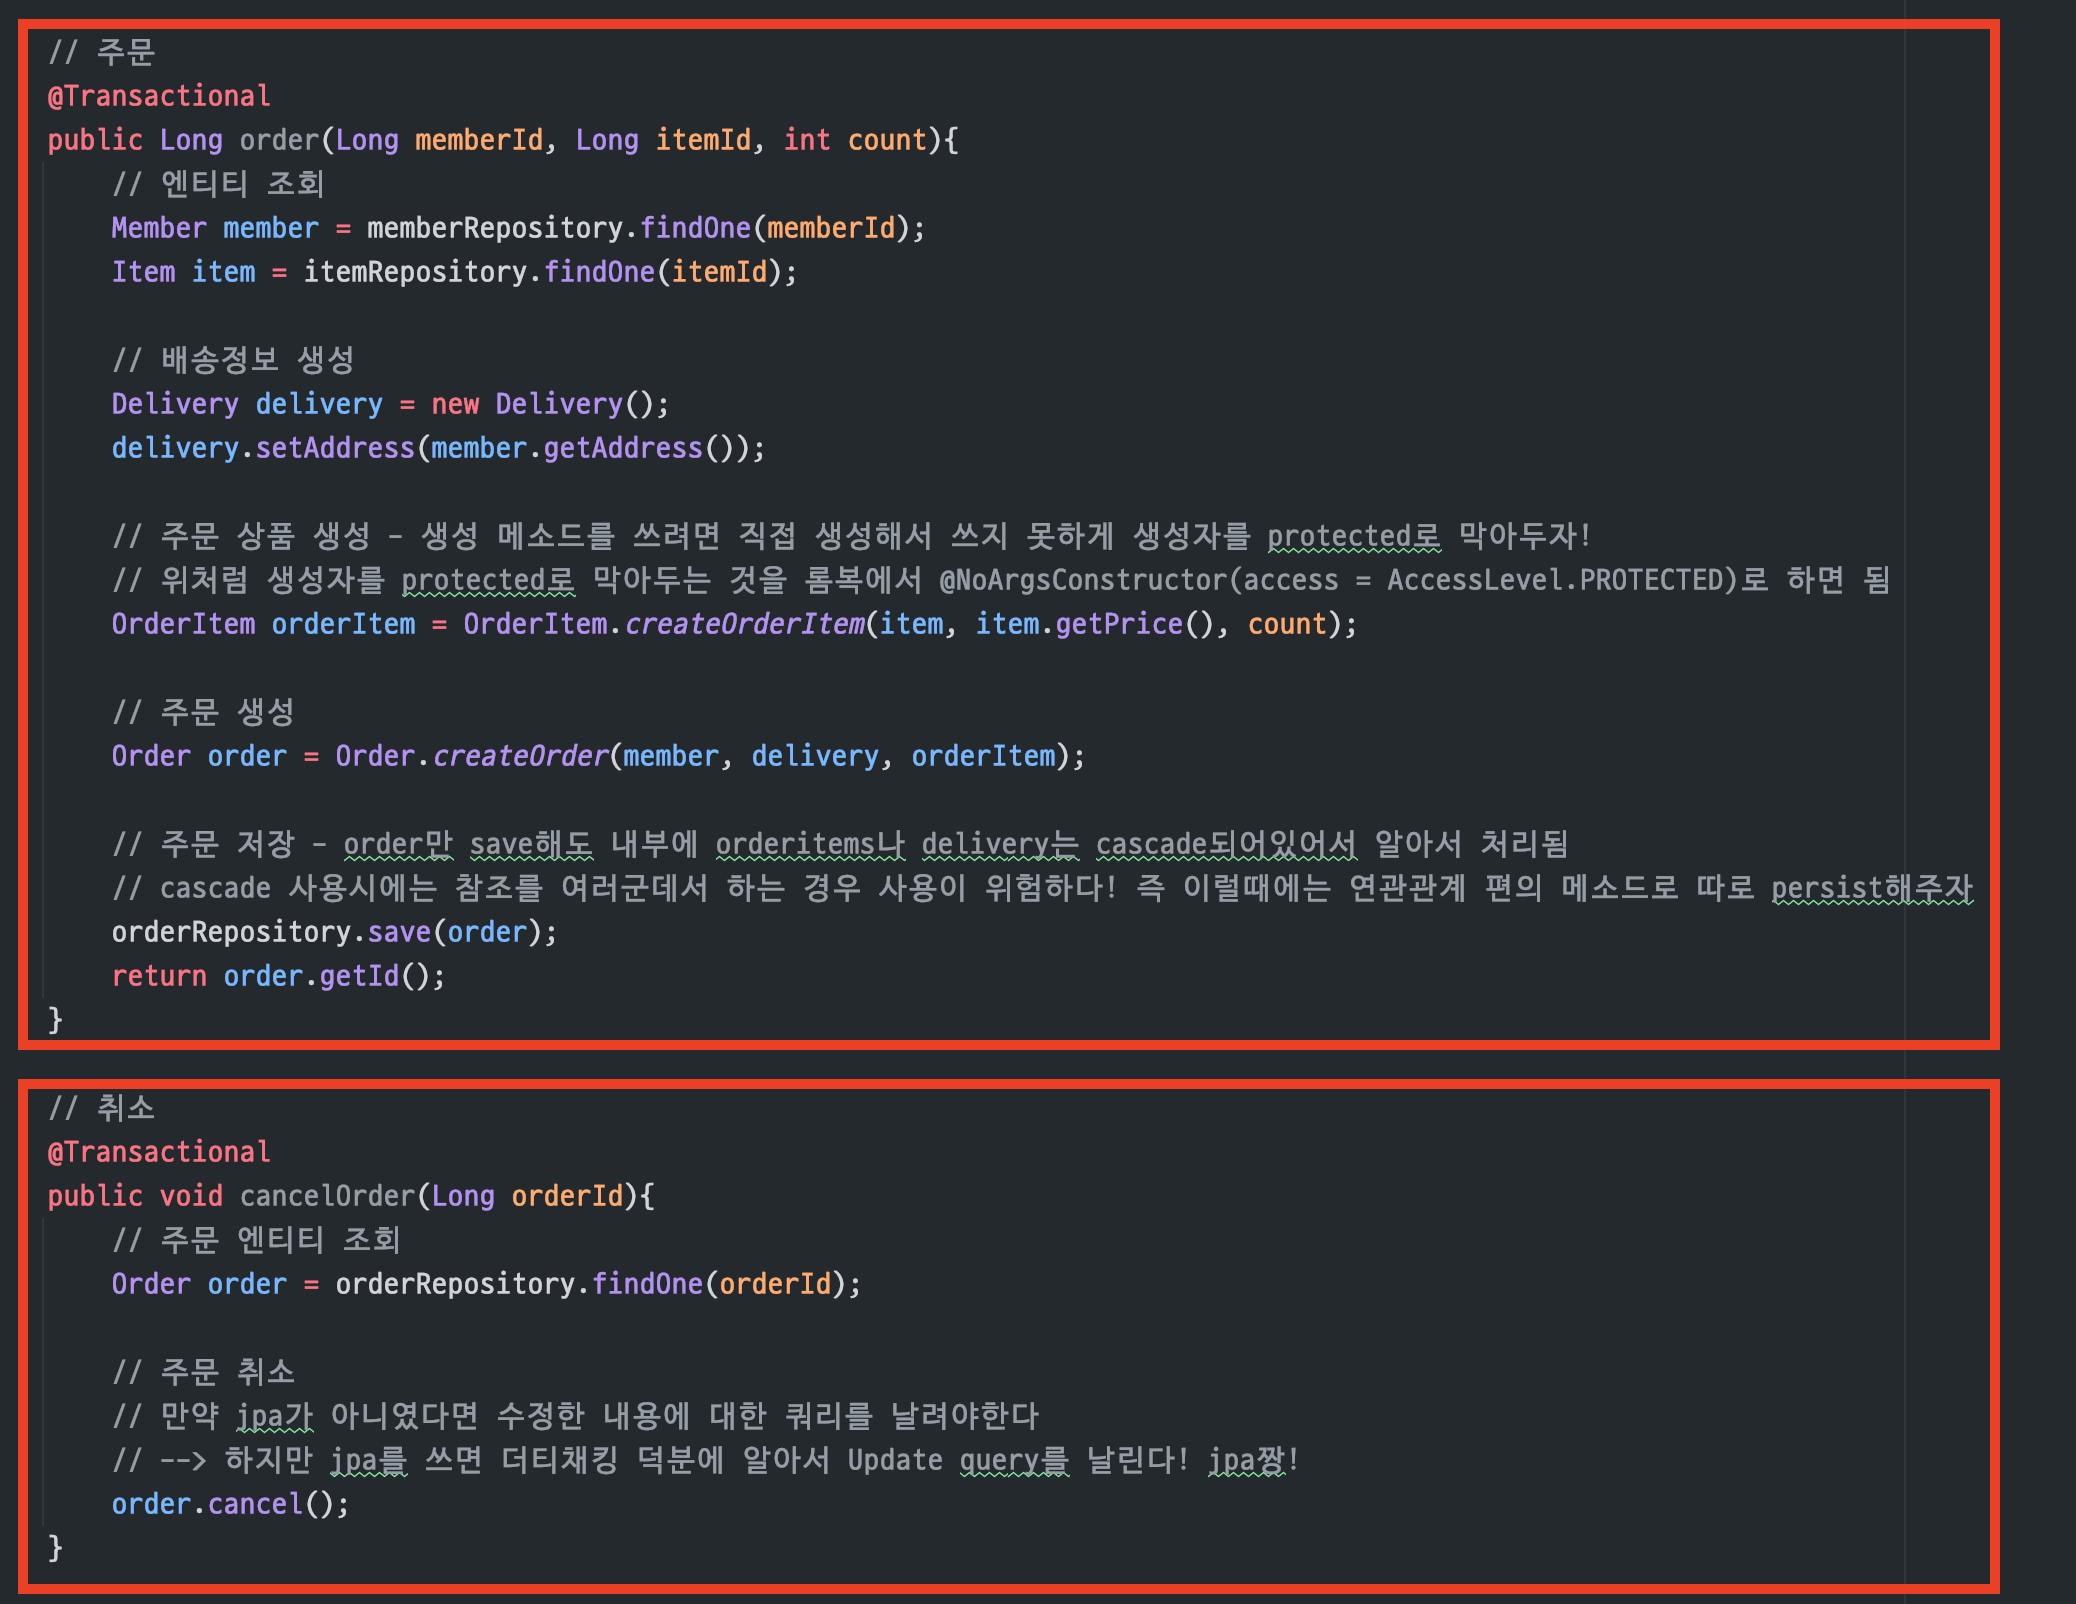 // 주문
@Transactional
public Long order(Long memberId, Long itemId, int count){
// 엔티티 조회
Member member = memberRepository.findOne(memberId);
Item item = itemRepository.findOne(itemId);
// 배송정보 생성
Delivery delivery = new Delivery();
delivery.setAddress(member.getAddress());
// 주문 상품 생성 - 생성 메소드를 쓰려면 직접 생성해서 쓰지 못하게 생성자를 protected로 막아두자!
// 위처럼 생성자를 protected로 막아두는 것을 롬복에서 @NoArgsConstructor(access = AccessLevel.PROTECTED)로 하면 됨
OrderItem orderItem = OrderItem.createOrderItem(item, item.getPrice(), count);
// 주문 생성
Order order = Order.createOrder(member, delivery, orderItem);
// 주문 저장 - order만 save해도 내부에 orderitems나 delivery는 cascade되어있어서 알아서 처리됨
// cascade 사용시에는 참조를 여러군데서 하는 경우 사용이 위험하다! 즉 이럴때에는 연관관계 편의 메소드로 따로 persist해주자
orderRepository.save(order);
return order.getId();
}
// 취소
@Transactional
public void cancelOrder(Long orderId){
// 주문 엔티티 조회
Order order = orderRepository.findOne(orderId);
// 주문 취소
// 만약 jpa가 아니였다면 수정한 내용에 대한 쿼리를 날려야한다
// --> 하지만 jpa를 쓰면 더티채킹 덕분에 알아서 Update query를 날린다! jpa짱!
order.cancel();
}